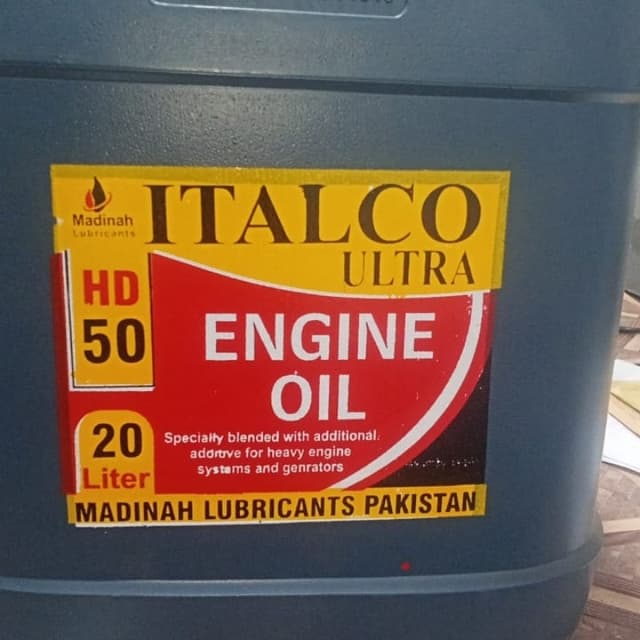 Madinah
Lubricants
ITALCO
ULTRA
HD
50
ENGINE
OIL
20
Liter
Specially blended with additional
additive for heavy engine
systems and genrators
MADINAH LUBRICANTS PAKISTAN